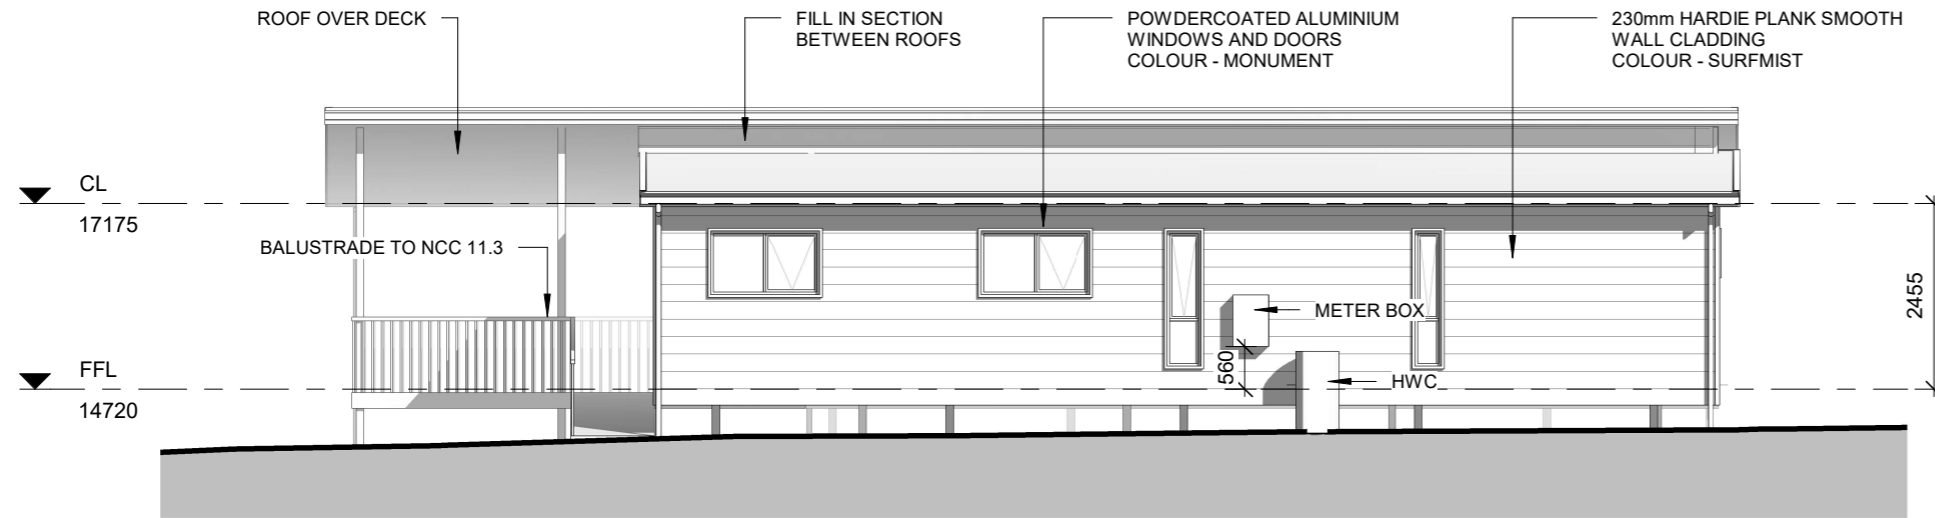 ROOF OVER DECK
FILL IN SECTION
BETWEEN ROOFS
POWDERCOATED ALUMINIUM
WINDOWS AND DOORS
COLOUR - MONUMENT
230mm HARDIE PLANK SMOOTH
WALL CLADDING
COLOUR - SURFMIST
CL
17175
BALUSTRADE TO NCC 11.3
METER BOX
2455
560
FFL
14720
HWC